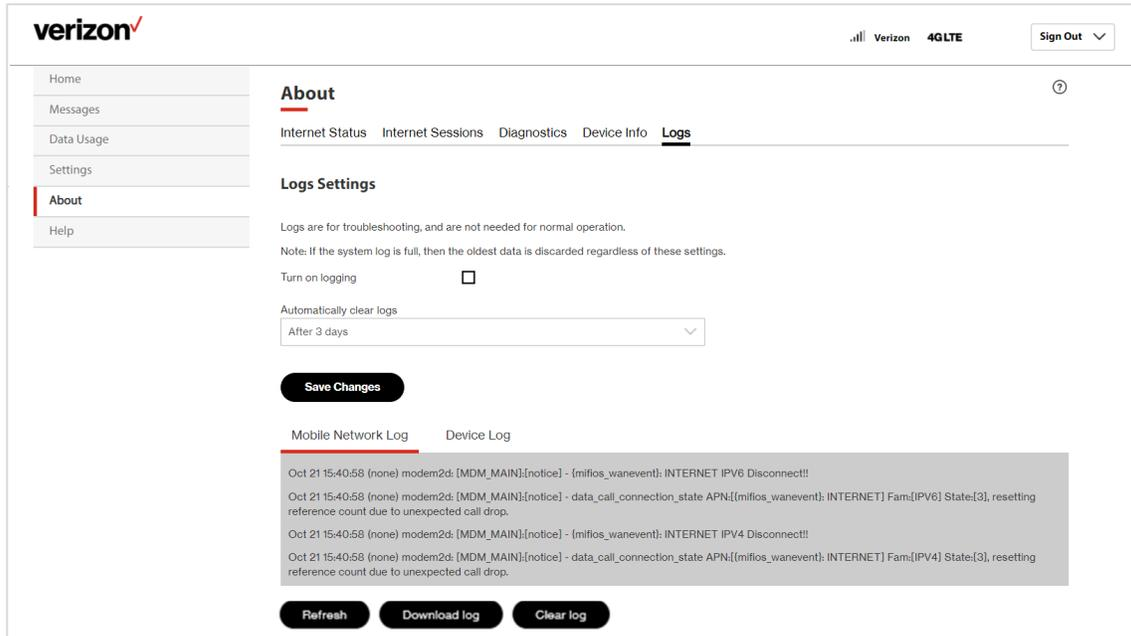 verizon
Verizon 4G LTE Sign Out
Home
Messages
Data Usage
Settings
About
Help
About
?
Internet Status Internet Sessions Diagnostics Device Info Logs
Logs Settings
Logs are for troubleshooting, and are not needed for normal operation.
Note: If the system log is full, then the oldest data is discarded regardless of these settings.
Turn on logging
Automatically clear logs
After 3 days
Save Changes
Mobile Network Log Device Log
Oct 21 15:40:58 (none) modem2d: [MDM_MAIN]:[notice] - {mifios_wanevent}: INTERNET IPV6 Disconnect!!
Oct 21 15:40:58 (none) modem2d: [MDM_MAIN]:[notice] - data_call_connection_state APN:[{mifios_wanevent}: INTERNET] Fam:[IPV6] State:[3], resetting
reference count due to unexpected call drop.
Oct 21 15:40:58 (none) modem2d: [MDM_MAIN]:[notice] - {mifios_wanevent}: INTERNET IPV4 Disconnect!!
Oct 21 15:40:58 (none) modem2d: [MDM_MAIN]:[notice] - data_call_connection_state APN:[{mifios_wanevent}: INTERNET] Fam:[IPV4] State:[3], resetting
reference count due to unexpected call drop.
Refresh Download log Clear log